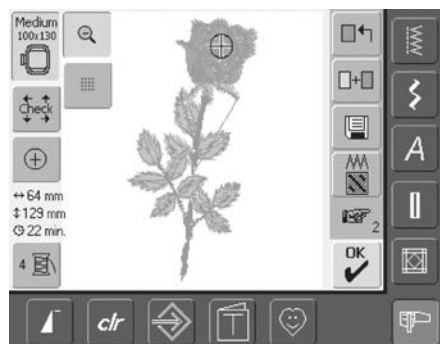 Medium
100x130
Check
64 mm
129 mm
22 min.
4
2
OK
A
clr
T